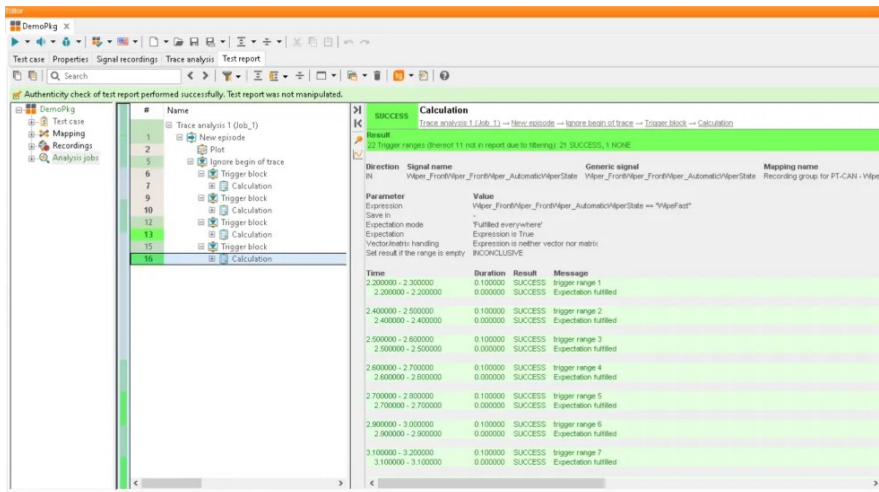 Editor
DemoPkg
Test case Properties Signal recordings Trace analysis Test report
Search
Authenticity check of test report performed successfully. Test report was not manipulated.
DemoPkg
Test case
Mapping
Recordings
Analysis jobs
# Name
Trace analysis 1 (Job_1)
1 New episode
2 Plot
5 Ignore begin of trace
6 Trigger block
7 Calculation
9 Trigger block
10 Calculation
12 Trigger block
13 Calculation
15 Trigger block
16 Calculation
SUCCESS Calculation
Trace analysis 1 (Job_1) → New episode → Ignore begin of trace → Trigger block → Calculation
Result
22 Trigger ranges (thereof 11 not in report due to filtering): 21 SUCCESS, 1 NONE
Direction Signal name Generic signal Mapping name
IN Wiper_Front/Wiper_Front/Wiper_AutomaticWiperState Wiper_Front/Wiper_Front/Wiper_AutomaticWiperState Recording group for PT-CAN - Wipe
Parameter Value
Expression Wiper_Front/Wiper_Front/Wiper_AutomaticWiperState == "WipeFast"
Save in -
Expectation mode 'Fulfilled everywhere'
Expectation Expression is True
Vector/matrix handling Expression is neither vector nor matrix
Set result if the range is empty INCONCLUSIVE
Time Duration Result Message
2.200000 - 2.300000 0.100000 SUCCESS trigger range 1
2.200000 - 2.200000 0.000000 SUCCESS Expectation fulfilled
2.400000 - 2.500000 0.100000 SUCCESS trigger range 2
2.400000 - 2.400000 0.000000 SUCCESS Expectation fulfilled
2.500000 - 2.600000 0.100000 SUCCESS trigger range 3
2.500000 - 2.500000 0.000000 SUCCESS Expectation fulfilled
2.600000 - 2.700000 0.100000 SUCCESS trigger range 4
2.600000 - 2.600000 0.000000 SUCCESS Expectation fulfilled
2.700000 - 2.800000 0.100000 SUCCESS trigger range 5
2.700000 - 2.700000 0.000000 SUCCESS Expectation fulfilled
2.900000 - 3.000000 0.100000 SUCCESS trigger range 6
2.900000 - 2.900000 0.000000 SUCCESS Expectation fulfilled
3.100000 - 3.200000 0.100000 SUCCESS trigger range 7
3.100000 - 3.100000 0.000000 SUCCESS Expectation fulfilled